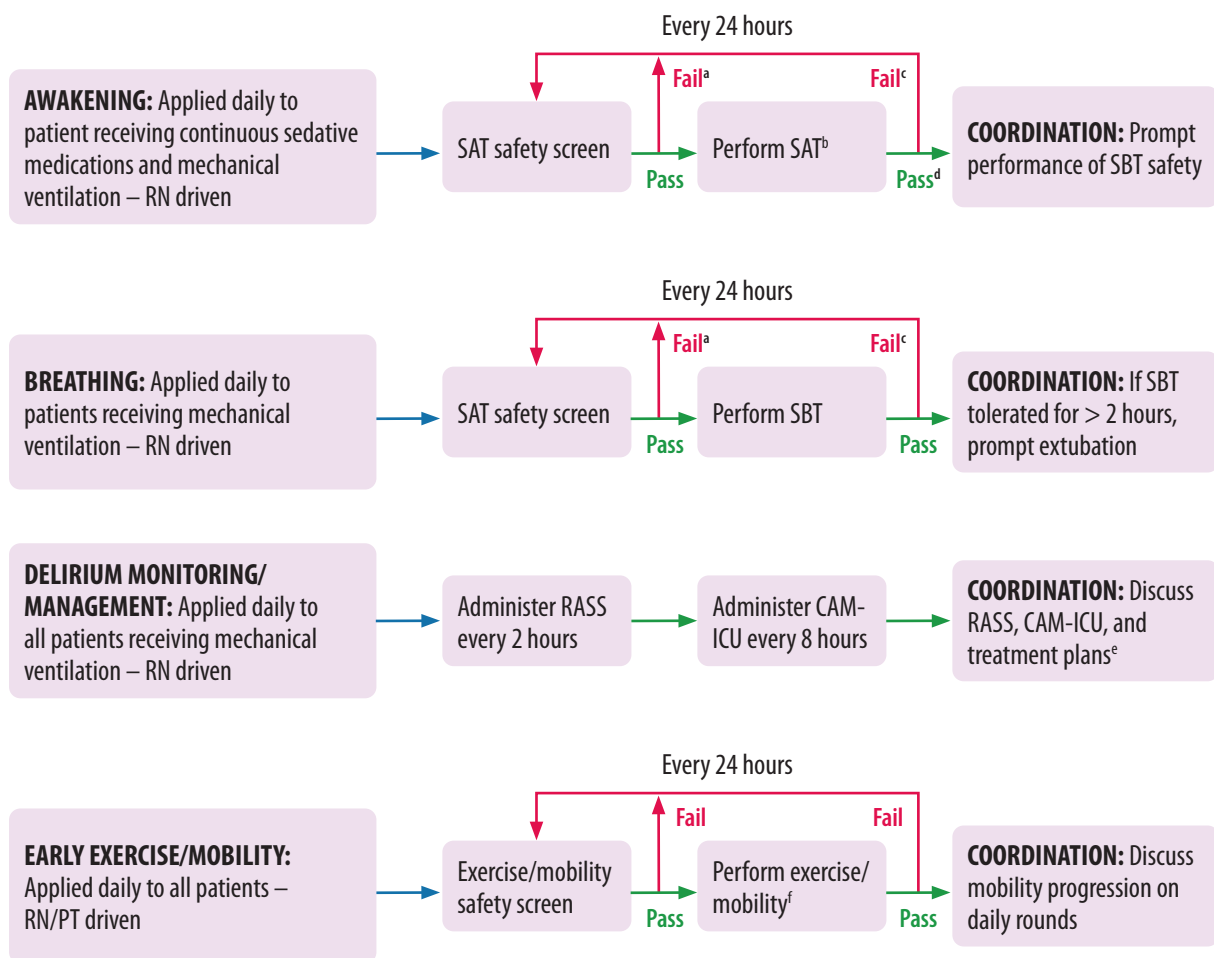 Every 24 hours
AWAKENING: Applied daily to
patient receiving continuous sedative
medications and mechanical
ventilation – RN driven
SAT safety screen
Failᵃ
Pass
Perform SATᵇ
Failᶜ
Passᵈ
COORDINATION: Prompt
performance of SBT safety
Every 24 hours
BREATHING: Applied daily to
patients receiving mechanical
ventilation – RN driven
SAT safety screen
Failᵃ
Pass
Perform SBT
Failᶜ
Pass
COORDINATION: If SBT
tolerated for > 2 hours,
prompt extubation
DELIRIUM MONITORING/
MANAGEMENT: Applied daily to
all patients receiving mechanical
ventilation – RN driven
Administer RASS
every 2 hours
Administer CAM-
ICU every 8 hours
COORDINATION: Discuss
RASS, CAM-ICU, and
treatment plansᵉ
Every 24 hours
EARLY EXERCISE/MOBILITY:
Applied daily to all patients –
RN/PT driven
Exercise/mobility
safety screen
Fail
Pass
Perform exercise/
mobilityᶠ
Fail
Pass
COORDINATION: Discuss
mobility progression on
daily rounds